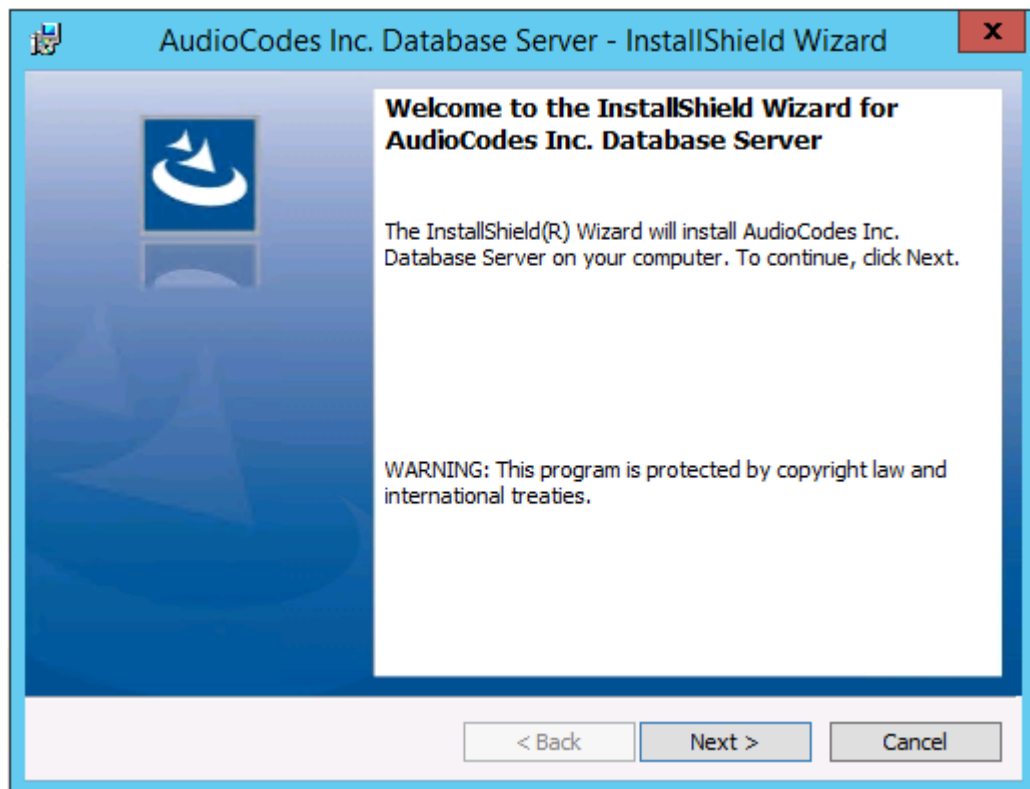 AudioCodes Inc. Database Server - InstallShield Wizard
x
Welcome to the InstallShield Wizard for
AudioCodes Inc. Database Server
The InstallShield(R) Wizard will install AudioCodes Inc.
Database Server on your computer. To continue, click Next.
WARNING: This program is protected by copyright law and
international treaties.
< Back
Next >
Cancel